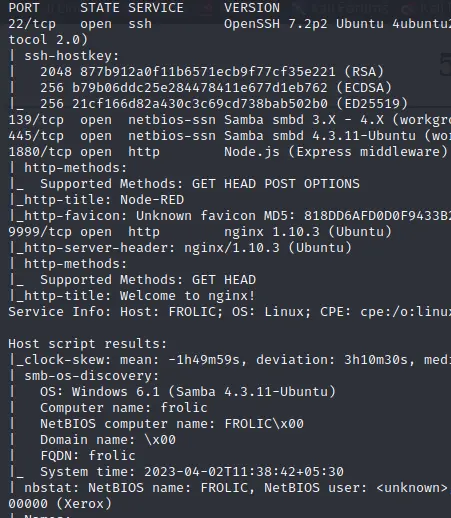 PORT     STATE SERVICE     VERSION
22/tcp   open  ssh         OpenSSH 7.2p2 Ubuntu 4ubuntu2
tocol 2.0)
| ssh-hostkey:
|   2048 877b912a0f11b6571ecb9f77cf35e221 (RSA)
|   256 b79b06ddc25e284478411e677d1eb762 (ECDSA)
|_  256 21cf166d82a430c3c69cd738bab502b0 (ED25519)
139/tcp  open  netbios-ssn Samba smbd 3.X - 4.X (workgro
445/tcp  open  netbios-ssn Samba smbd 4.3.11-Ubuntu (wo
1880/tcp open  http        Node.js (Express middleware)
| http-methods:
|_  Supported Methods: GET HEAD POST OPTIONS
|_http-title: Node-RED
|_http-favicon: Unknown favicon MD5: 818DD6AFD0D0F9433B2
9999/tcp open  http        nginx 1.10.3 (Ubuntu)
|_http-server-header: nginx/1.10.3 (Ubuntu)
| http-methods:
|_  Supported Methods: GET HEAD
|_http-title: Welcome to nginx!
Service Info: Host: FROLIC; OS: Linux; CPE: cpe:/o:linux
Host script results:
|_clock-skew: mean: -1h49m59s, deviation: 3h10m30s, medi
| smb-os-discovery:
|   OS: Windows 6.1 (Samba 4.3.11-Ubuntu)
|   Computer name: frolic
|   NetBIOS computer name: FROLIC\x00
|   Domain name: \x00
|   FQDN: frolic
|_  System time: 2023-04-02T11:38:42+05:30
| nbstat: NetBIOS name: FROLIC, NetBIOS user: <unknown>
00000 (Xerox)
| Names: